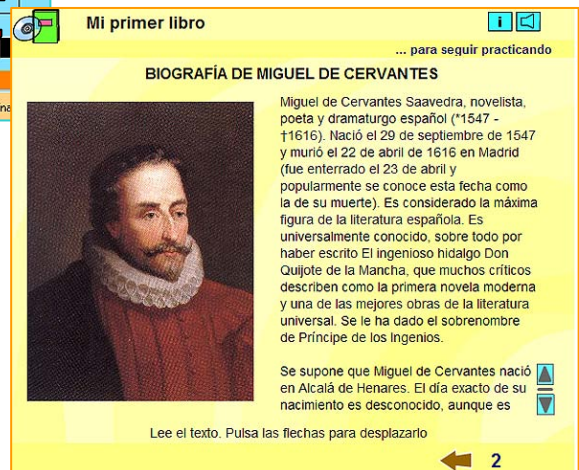 Mi primer libro
i
... para seguir practicando
BIOGRAFÍA DE MIGUEL DE CERVANTES
Miguel de Cervantes Saavedra, novelista,
poeta y dramaturgo español (*1547 -
†1616). Nació el 29 de septiembre de 1547
y murió el 22 de abril de 1616 en Madrid
(fue enterrado el 23 de abril y
popularmente se conoce esta fecha como
la de su muerte). Es considerado la máxima
figura de la literatura española. Es
universalmente conocido, sobre todo por
haber escrito El ingenioso hidalgo Don
Quijote de la Mancha, que muchos críticos
describen como la primera novela moderna
y una de las mejores obras de la literatura
universal. Se le ha dado el sobrenombre
de Príncipe de los Ingenios.
Se supone que Miguel de Cervantes nació
en Alcalá de Henares. El día exacto de su
nacimiento es desconocido, aunque es
Lee el texto. Pulsa las flechas para desplazarlo
2